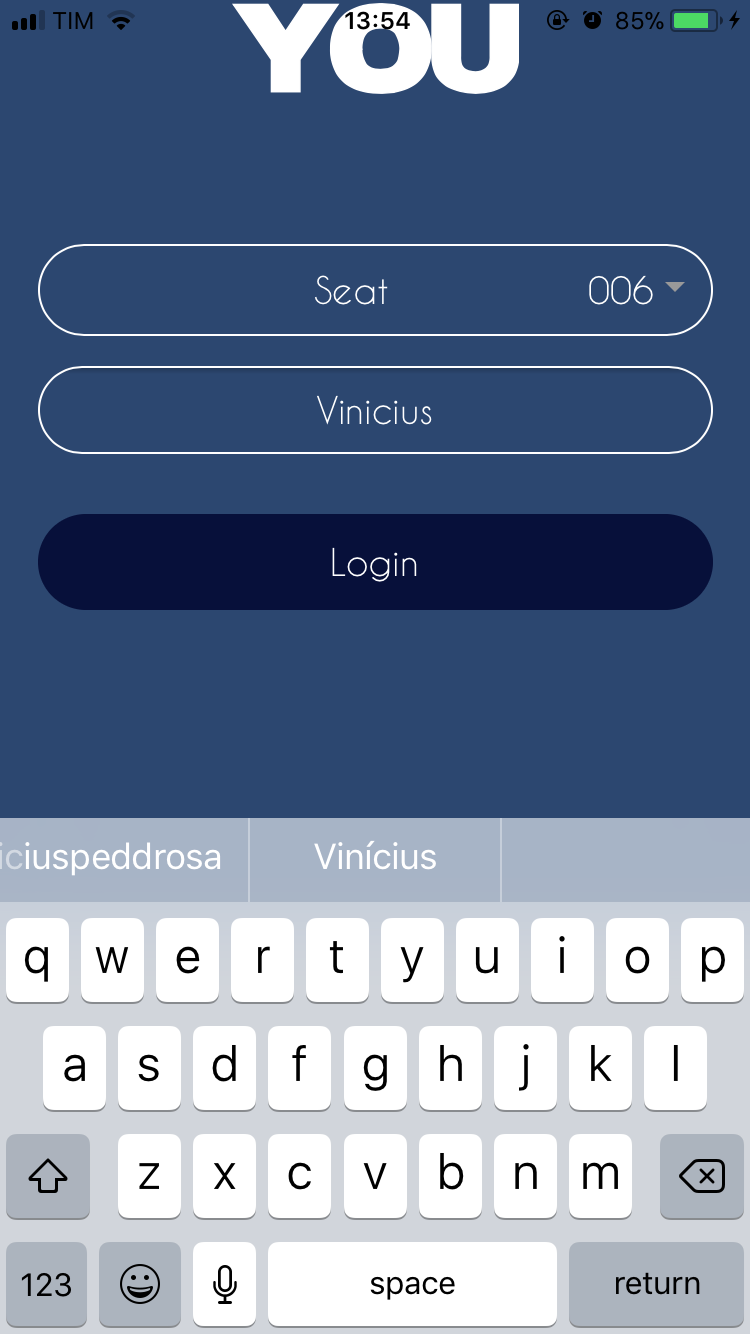 TIM 13:54 85%
YOU
Seat 006
Vinicius
Login
iciuspeddrosa Vinícius
q w e r t y u i o p
a s d f g h j k l
z x c v b n m
123 space return